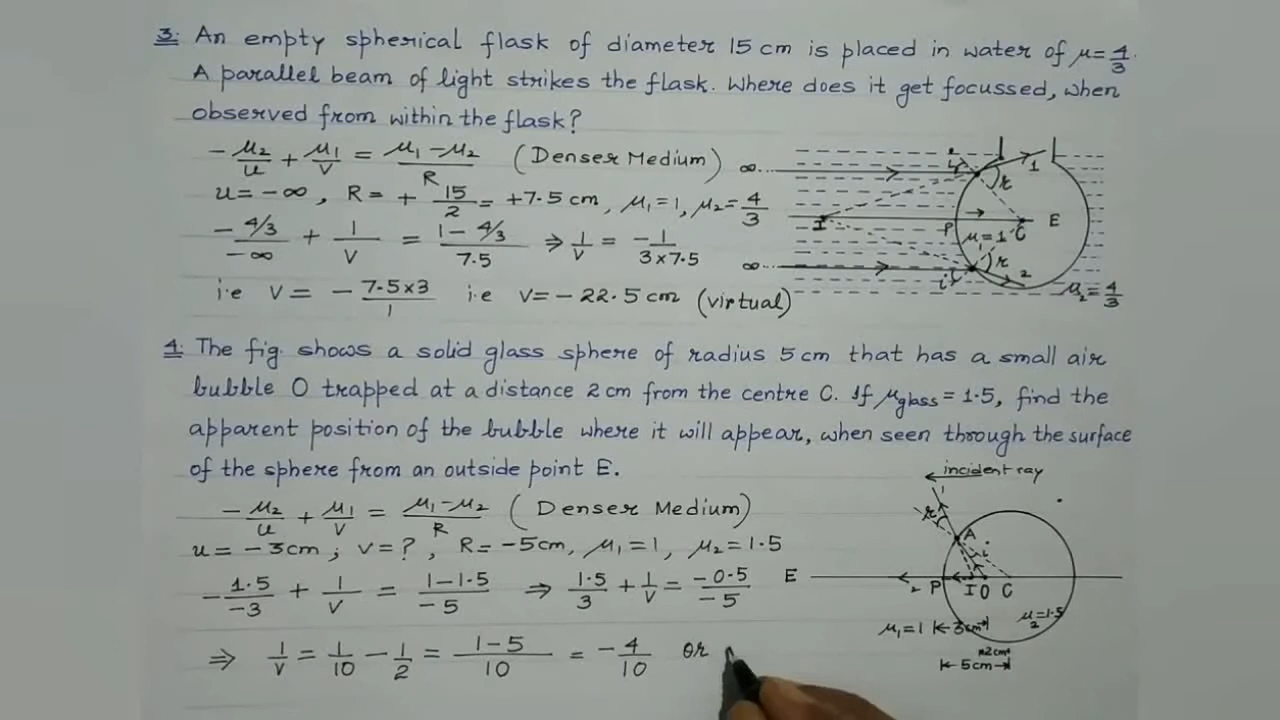 3: An empty spherical flask of diameter 15 cm is placed in water of μ = 4/3.
A parallel beam of light strikes the flask. Where does it get focussed, when
observed from within the flask?
-μ₂/u + μ₁/v = μ₁-μ₂/R (Denser Medium)
u = -∞, R = + 15/2 = +7.5 cm, μ₁ = 1, μ₂ = 4/3
- 4/3/-∞ + 1/v = 1 - 4/3/7.5 ⇒ 1/v = -1/3×7.5
i.e v = - 7.5×3/1 i.e v = -22.5 cm (virtual)
∞
∞
i
1
r
I
P
μ₁=1
C
E
r
i
2
μ₂ = 4/3
4: The fig. shows a solid glass sphere of radius 5 cm that has a small air
bubble O trapped at a distance 2 cm from the centre C. If μglass = 1.5, find the
apparent position of the bubble where it will appear, when seen through the surface
of the sphere from an outside point E.
-μ₂/u + μ₁/v = μ₁-μ₂/R (Denser Medium)
u = -3cm; v = ?, R = -5cm, μ₁ = 1, μ₂ = 1.5
- 1.5/-3 + 1/v = 1-1.5/-5 ⇒ 1.5/3 + 1/v = -0.5/-5
⇒ 1/v = 1/10 - 1/2 = 1-5/10 = - 4/10 or
incident ray
1
r
A
i
E
2
P
I O C
μ₂=1.5
μ₁ = 1
3cm
2cm
5cm